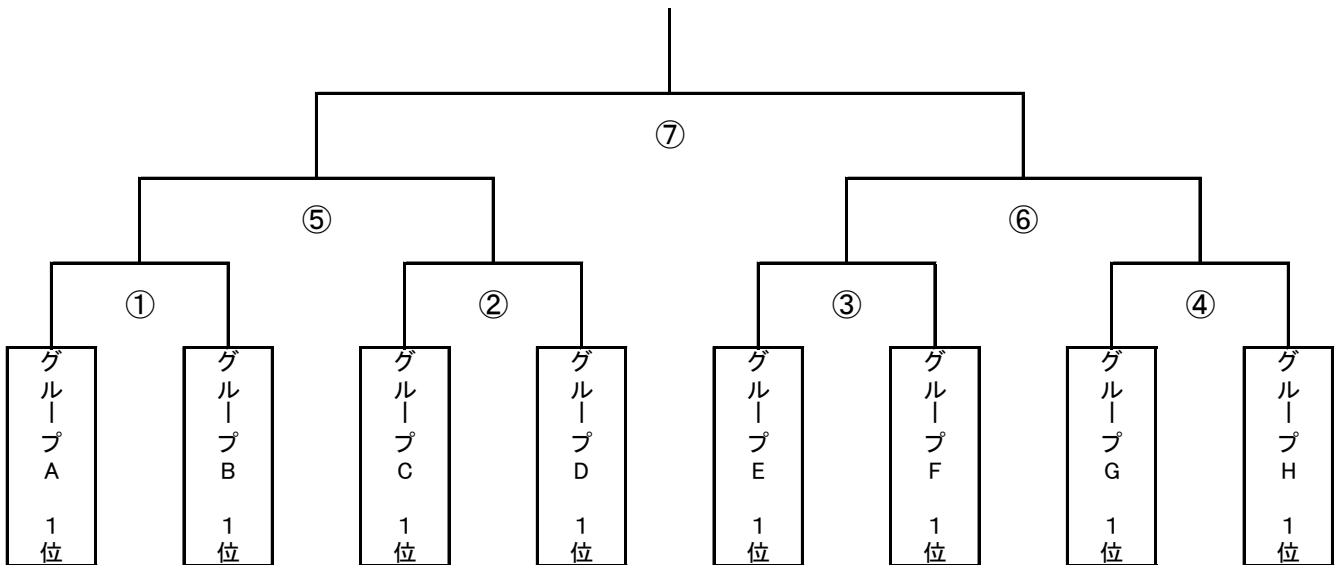 ⑦
⑤
⑥
①
②
③
④
グループA 1位
グループB 1位
グループC 1位
グループD 1位
グループE 1位
グループF 1位
グループG 1位
グループH 1位